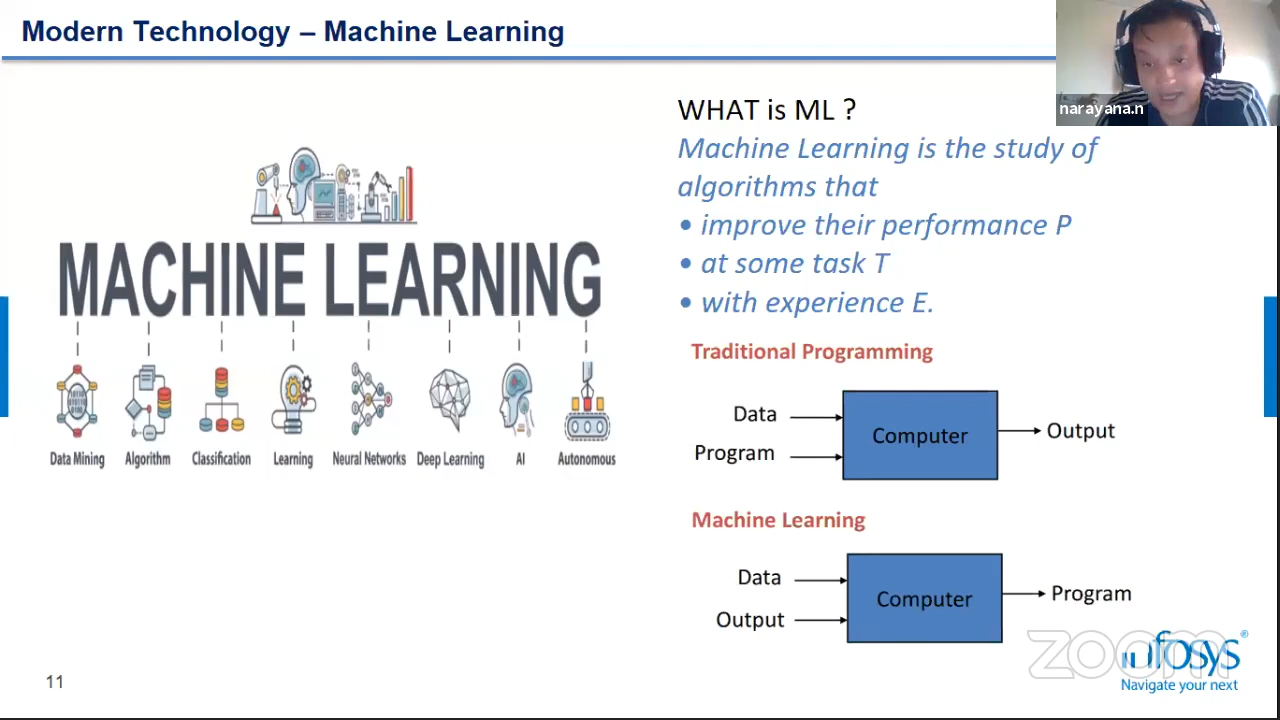 Modern Technology – Machine Learning
narayana.n
WHAT is ML ?
Machine Learning is the study of
algorithms that
• improve their performance P
• at some task T
• with experience E.
MACHINE LEARNING
Data Mining
Algorithm
Classification
Learning
Neural Networks
Deep Learning
AI
Autonomous
Traditional Programming
Data
Program
Computer
Output
Machine Learning
Data
Output
Computer
Program
zoom
Infosys®
Navigate your next
11